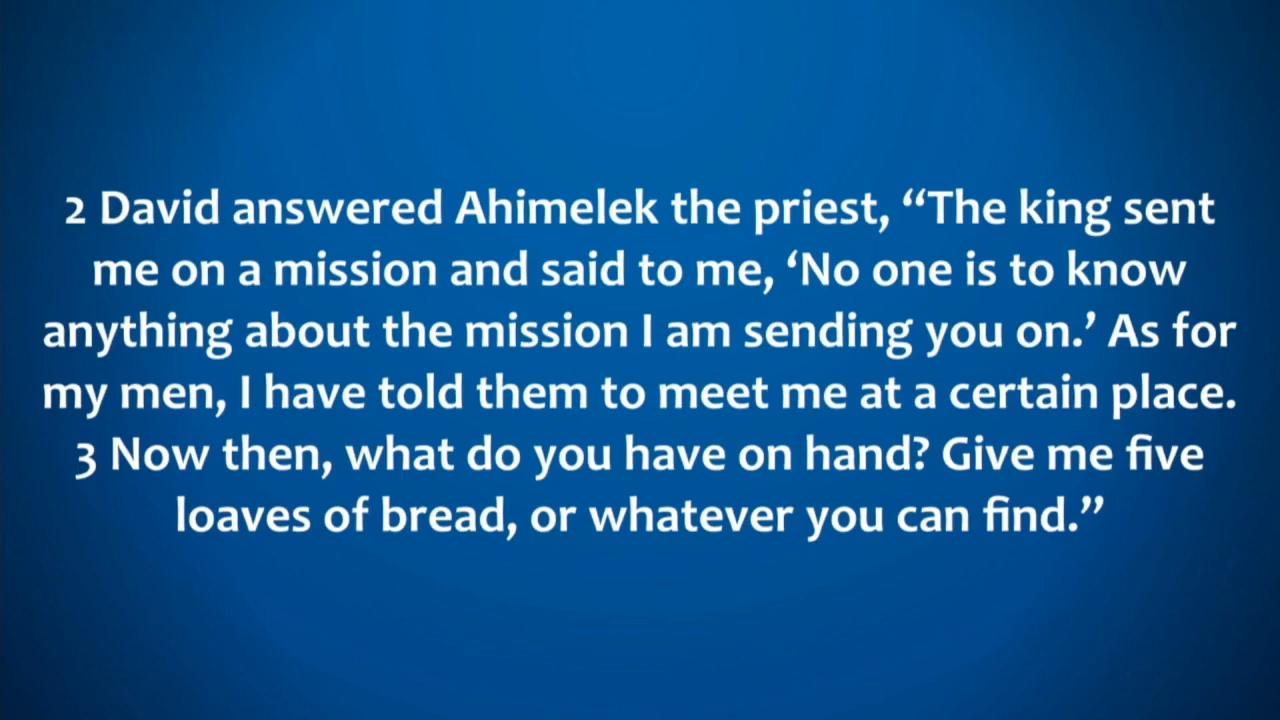 2 David answered Ahimelek the priest, “The king sent
me on a mission and said to me, ‘No one is to know
anything about the mission I am sending you on.’ As for
my men, I have told them to meet me at a certain place.
3 Now then, what do you have on hand? Give me five
loaves of bread, or whatever you can find.”